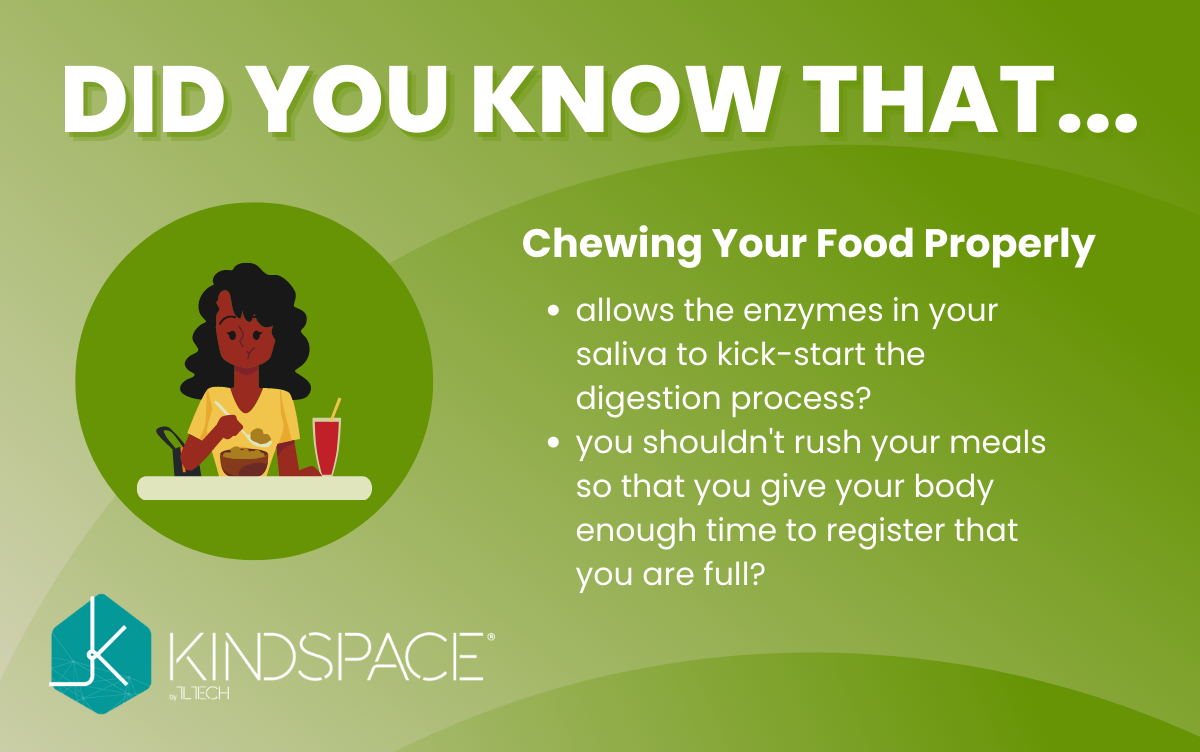 DID YOU KNOW THAT...
Chewing Your Food Properly
• allows the enzymes in your
saliva to kick-start the
digestion process?
• you shouldn't rush your meals
so that you give your body
enough time to register that
you are full?
KINDSPACE®
by TLTECH